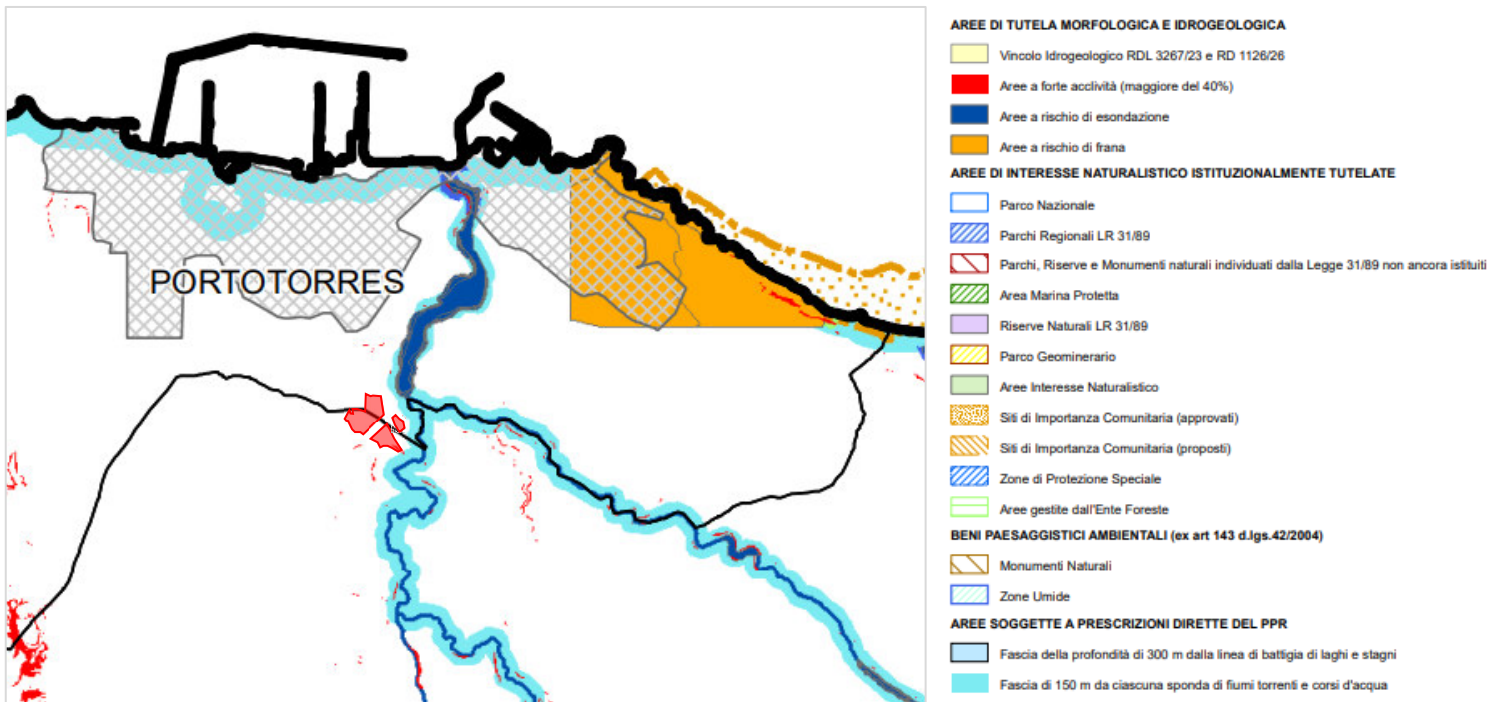 PORTOTORRES
AREE DI TUTELA MORFOLOGICA E IDROGEOLOGICA
Vincolo Idrogeologico RDL 3267/23 e RD 1126/26
Aree a forte acclività (maggiore del 40%)
Aree a rischio di esondazione
Aree a rischio di frana
AREE DI INTERESSE NATURALISTICO ISTITUZIONALMENTE TUTELATE
Parco Nazionale
Parchi Regionali LR 31/89
Parchi, Riserve e Monumenti naturali individuati dalla Legge 31/89 non ancora istituiti
Area Marina Protetta
Riserve Naturali LR 31/89
Parco Geominerario
Aree Interesse Naturalistico
Siti di Importanza Comunitaria (approvati)
Siti di Importanza Comunitaria (proposti)
Zone di Protezione Speciale
Aree gestite dall'Ente Foreste
BENI PAESAGGISTICI AMBIENTALI (ex art 143 d.lgs.42/2004)
Monumenti Naturali
Zone Umide
AREE SOGGETTE A PRESCRIZIONI DIRETTE DEL PPR
Fascia della profondità di 300 m dalla linea di battigia di laghi e stagni
Fascia di 150 m da ciascuna sponda di fiumi torrenti e corsi d'acqua